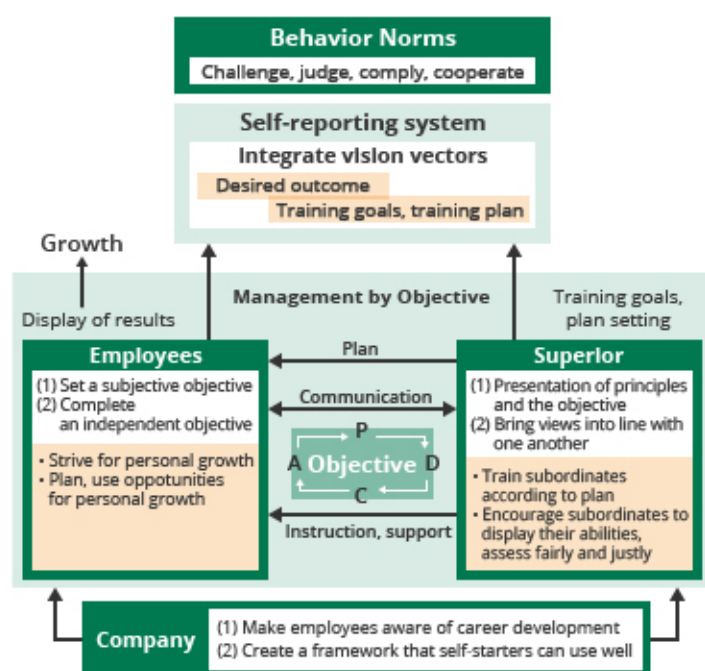 Behavior Norms
Challenge, judge, comply, cooperate
Self-reporting system
Integrate vision vectors
Desired outcome
Training goals, training plan
Growth
Display of results
Management by Objective
Training goals,
plan setting
Employees
(1) Set a subjective objective
(2) Complete
an independent objective
• Strive for personal growth
• Plan, use oppotunities
for personal growth
Plan
Communication
P
A Objective D
C
Instruction, support
Superior
(1) Presentation of principles
and the objective
(2) Bring views into line with
one another
• Train subordinates
according to plan
• Encourage subordinates to
display their abilities,
assess fairly and justly
Company
(1) Make employees aware of career development
(2) Create a framework that self-starters can use well